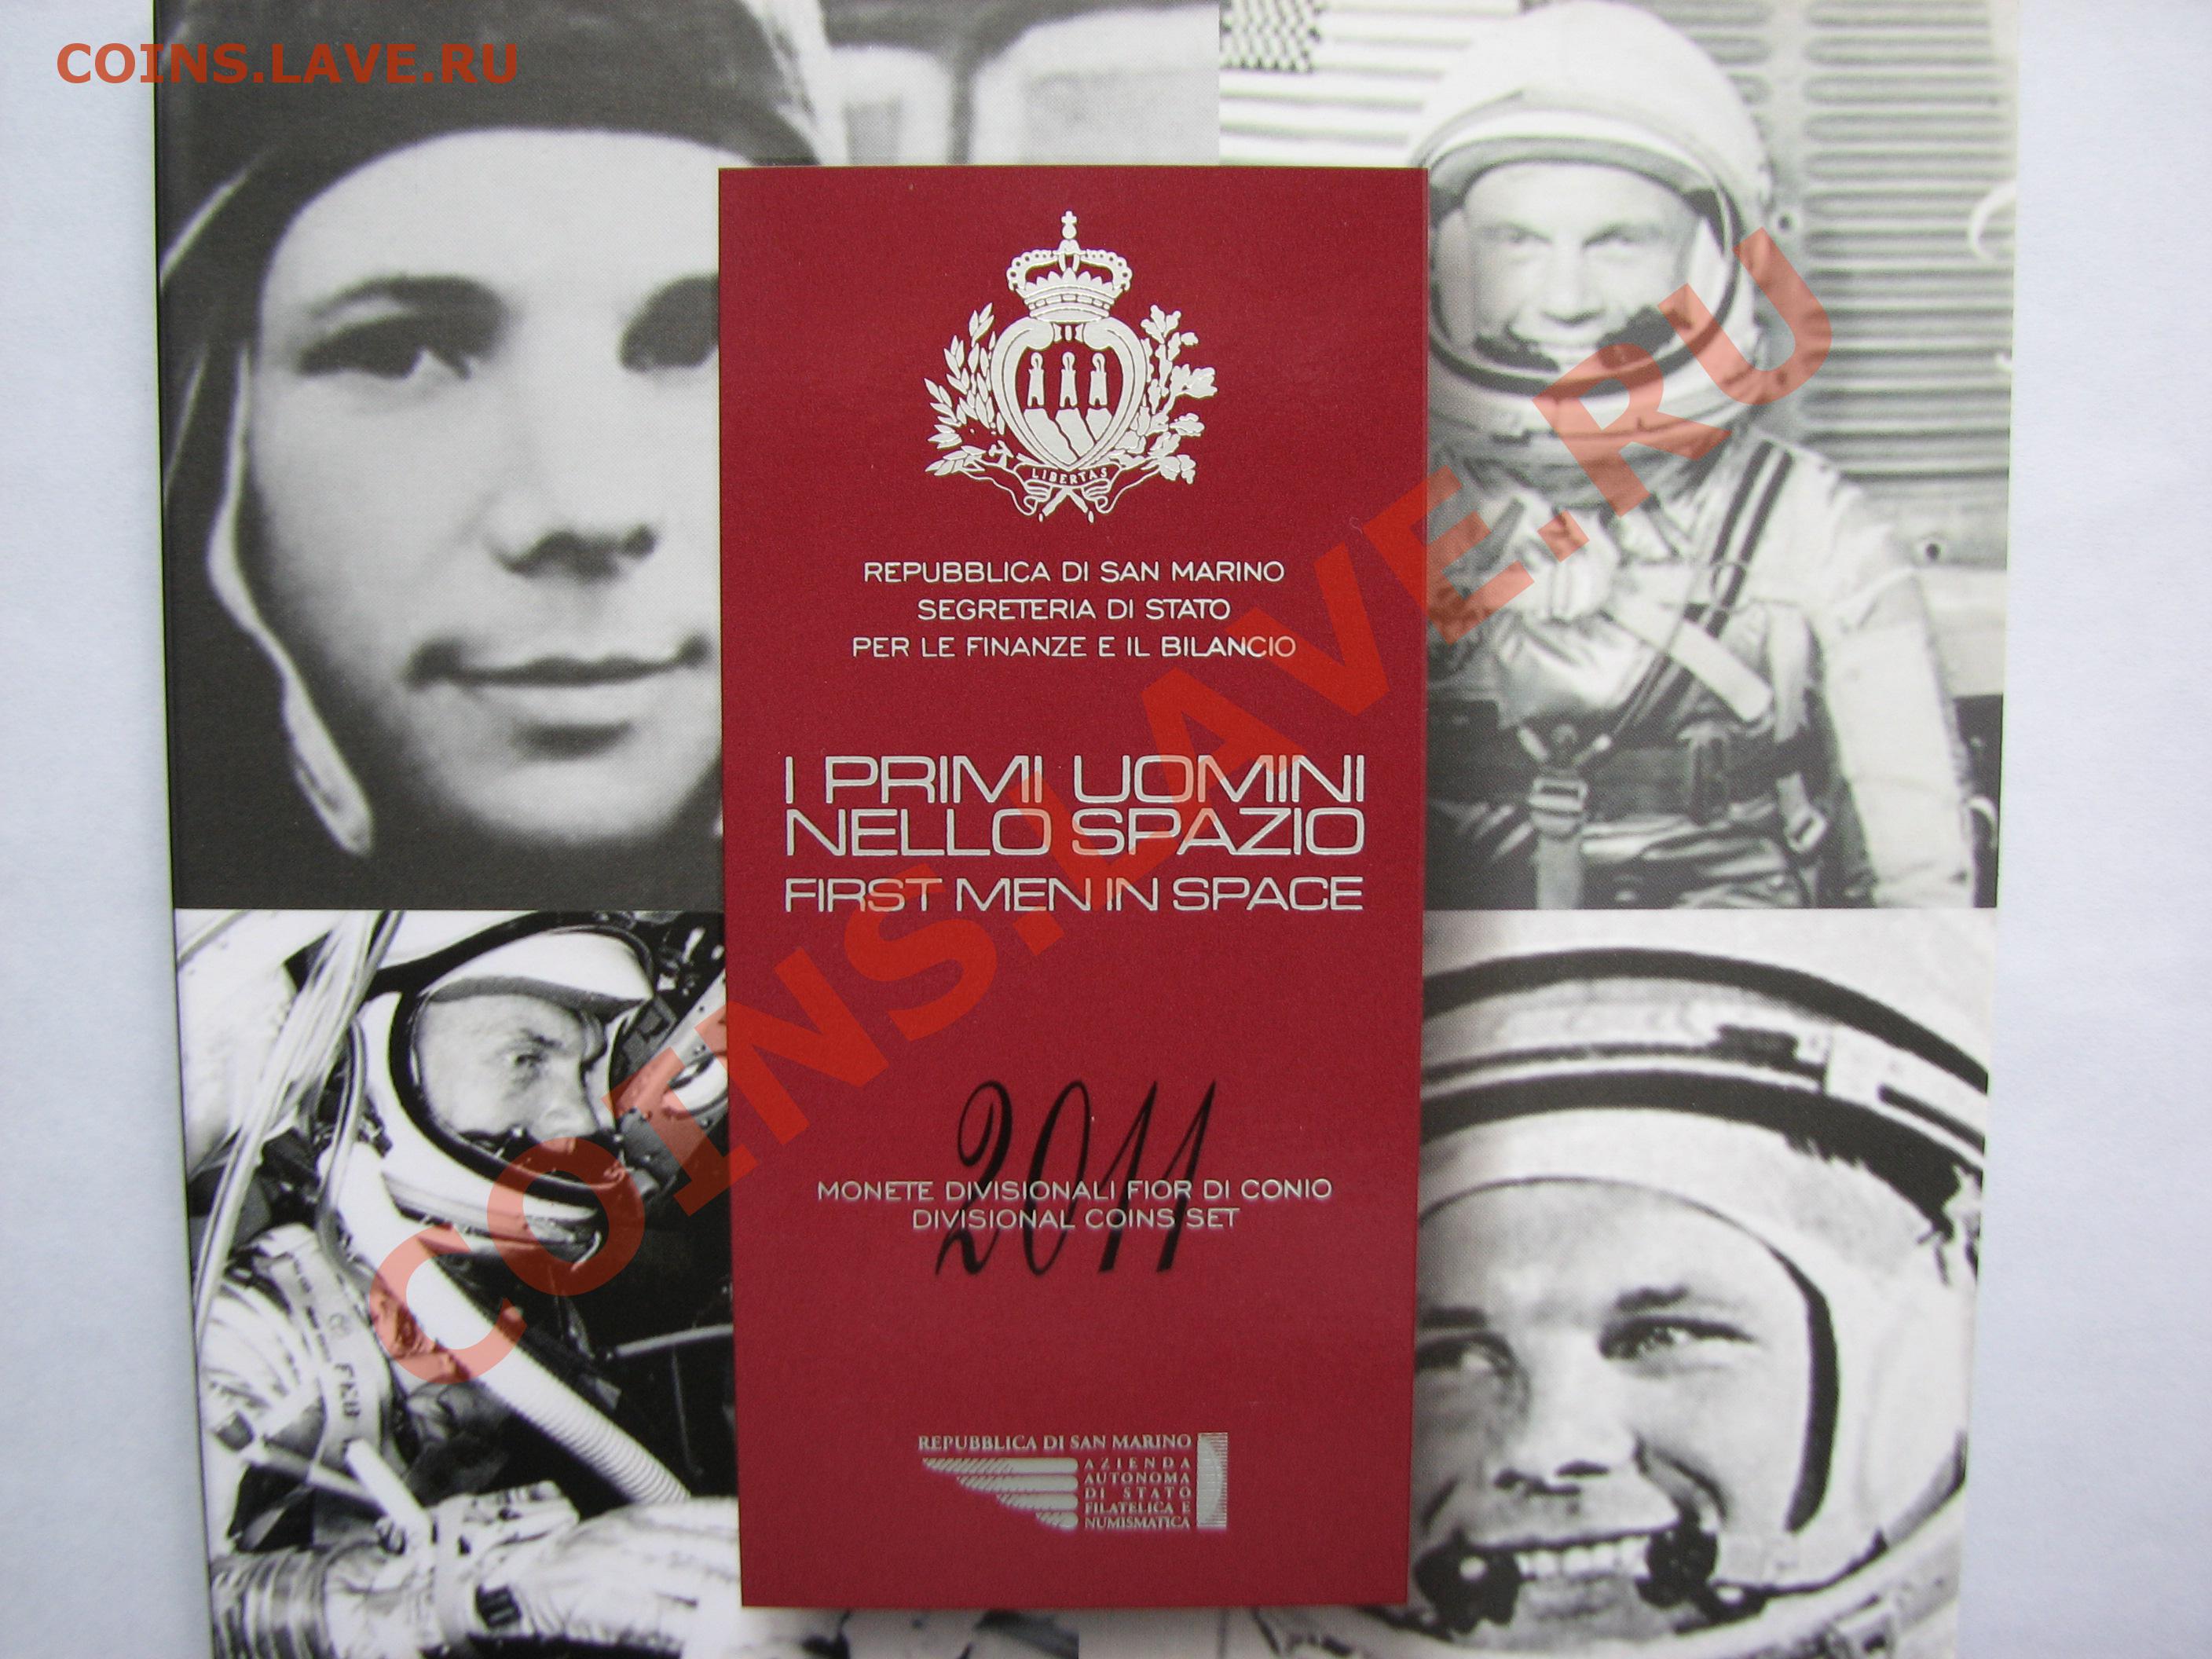 COINS.LAVE.RU
LIBERTAS
REPUBBLICA DI SAN MARINO
SEGRETERIA DI STATO
PER LE FINANZE E IL BILANCIO
I PRIMI UOMINI
NELLO SPAZIO
FIRST MEN IN SPACE
COINS.LAVE.RU
2011
MONETE DIVISIONALI FIOR DI CONIO
DIVISIONAL COINS SET
REPUBBLICA DI SAN MARINO
AZIENDA
AUTONOMA
DI STATO
FILATELICA E
NUMISMATICA